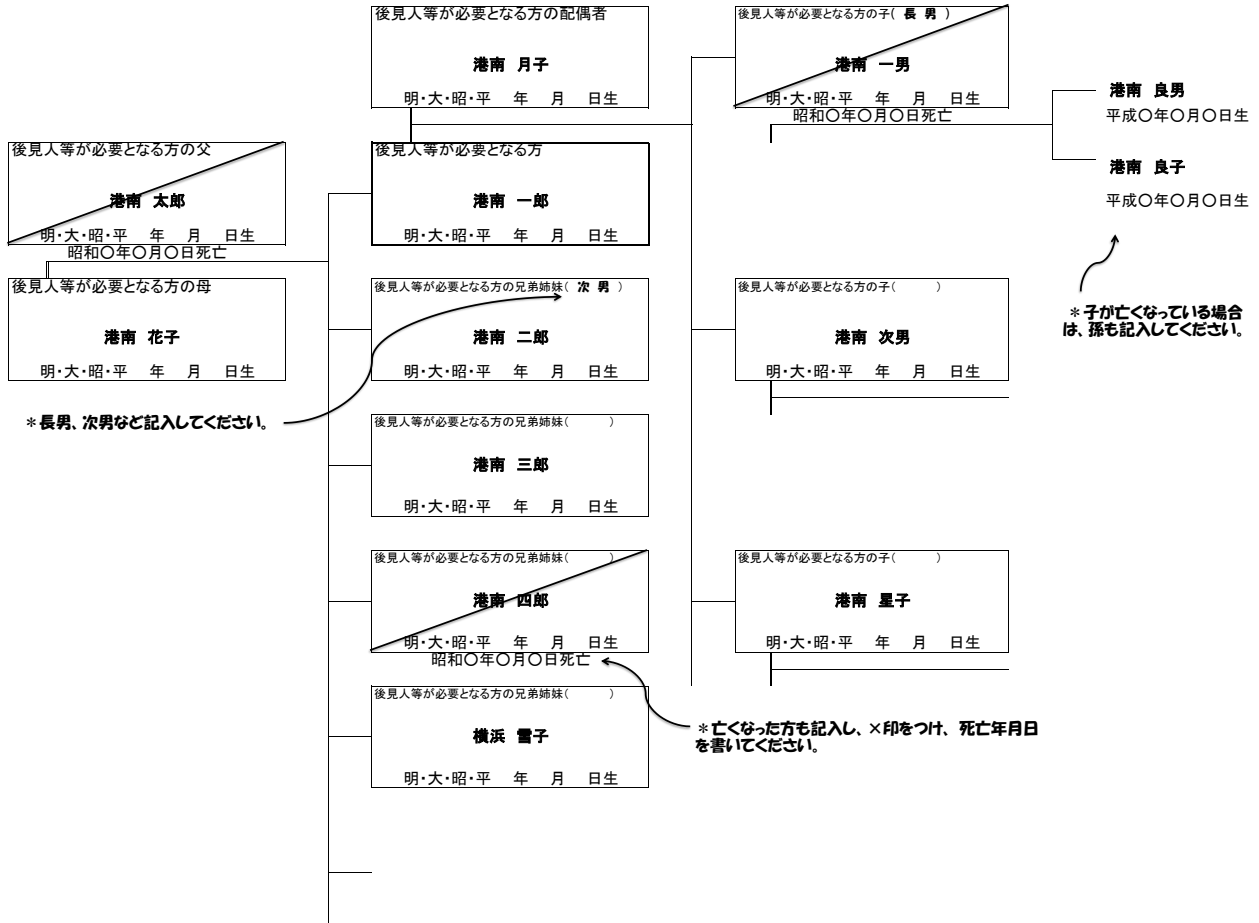 後見人等が必要となる方の配偶者
港南 月子
明・大・昭・平 年 月 日生
後見人等が必要となる方の子( 長 男 )
港南 一男
明・大・昭・平 年 月 日生
昭和〇年〇月〇日死亡
港南 良男
平成〇年〇月〇日生
港南 良子
平成〇年〇月〇日生
*子が亡くなっている場合
は、孫も記入してください。
後見人等が必要となる方の父
港南 太郎
明・大・昭・平 年 月 日生
昭和〇年〇月〇日死亡
後見人等が必要となる方
港南 一郎
明・大・昭・平 年 月 日生
後見人等が必要となる方の母
港南 花子
明・大・昭・平 年 月 日生
*長男、次男など記入してください。
後見人等が必要となる方の兄弟姉妹( 次 男 )
港南 二郎
明・大・昭・平 年 月 日生
後見人等が必要となる方の子( )
港南 次男
明・大・昭・平 年 月 日生
後見人等が必要となる方の兄弟姉妹( )
港南 三郎
明・大・昭・平 年 月 日生
後見人等が必要となる方の兄弟姉妹( )
港南 四郎
明・大・昭・平 年 月 日生
昭和〇年〇月〇日死亡
後見人等が必要となる方の子( )
港南 星子
明・大・昭・平 年 月 日生
後見人等が必要となる方の兄弟姉妹( )
横浜 雪子
明・大・昭・平 年 月 日生
*亡くなった方も記入し、×印をつけ、死亡年月日
を書いてください。